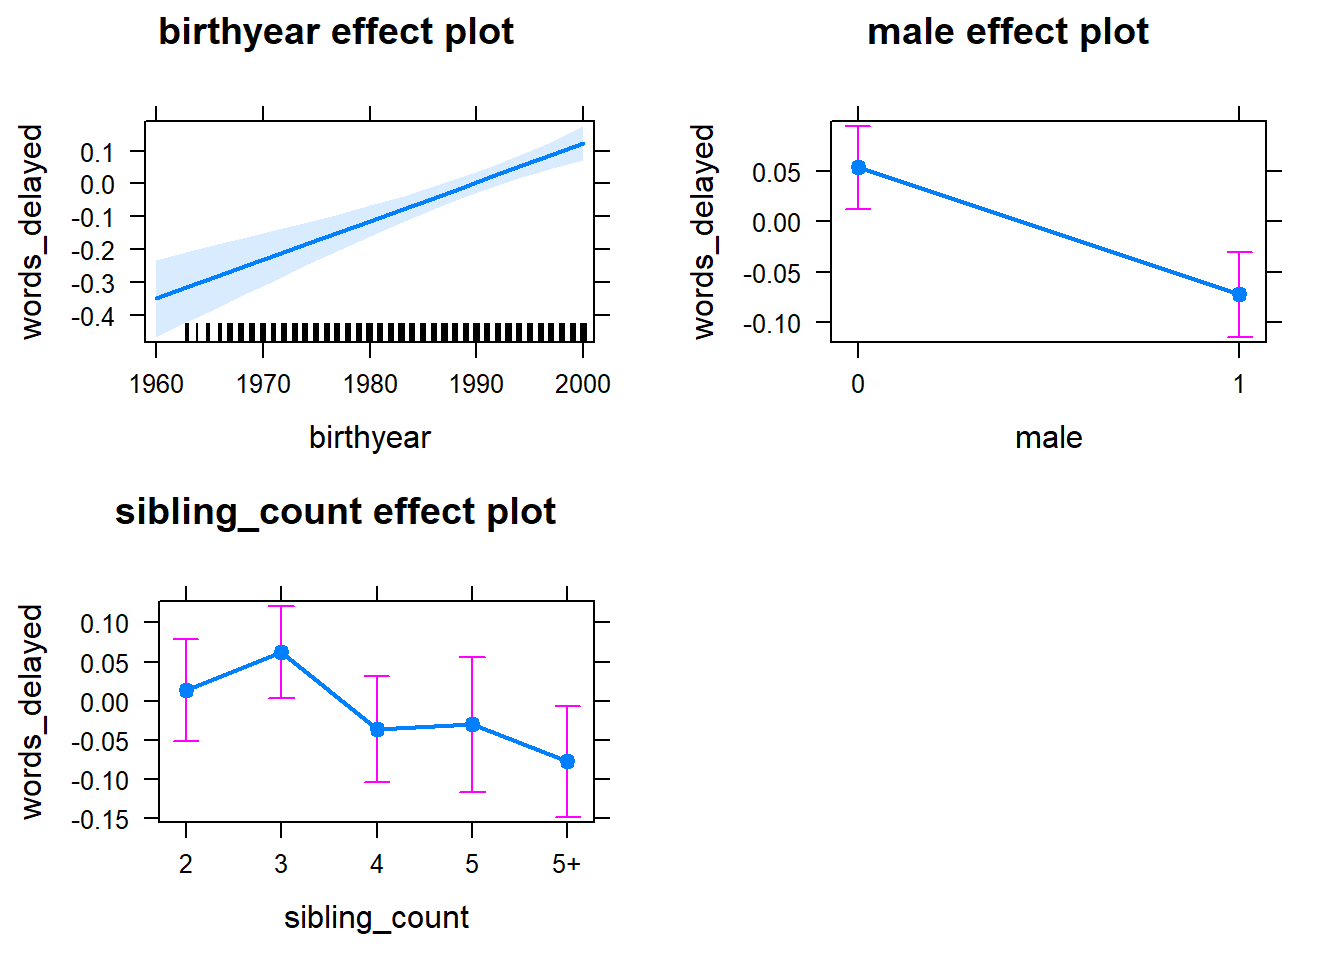 birthyear effect plot
words_delayed
0.1
0.0
-0.1
-0.2
-0.3
-0.4
1960 1970 1980 1990 2000
birthyear
male effect plot
words_delayed
0.05
0.00
-0.05
-0.10
0 1
male
sibling_count effect plot
words_delayed
0.10
0.05
0.00
-0.05
-0.10
-0.15
2 3 4 5 5+
sibling_count